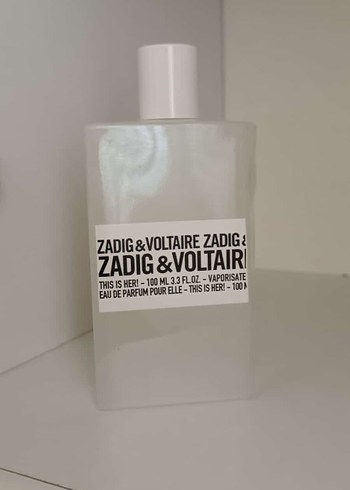 ZADIG&VOLTAIRE ZADIG &
ZADIG &VOLTAIR
THIS IS HER! – 100 ML 3.3 FL.OZ. – VAPORISATE
EAU DE PARFUM POUR ELLE – THIS IS HER! – 100 M